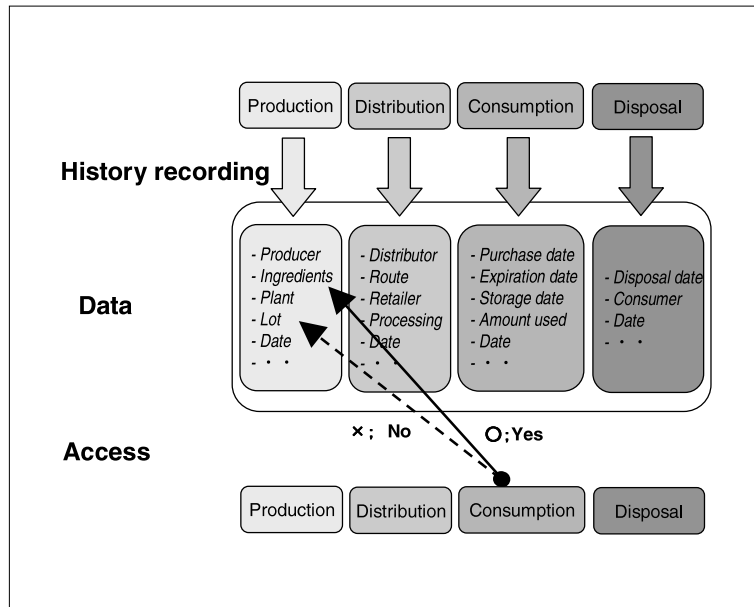 Production
Distribution
Consumption
Disposal
History recording
Data
- Producer
- Ingredients
- Plant
- Lot
- Date
- ・ ・
- Distributor
- Route
- Retailer
- Processing
- Date
- ・ ・
- Purchase date
- Expiration date
- Storage date
- Amount used
- Date
- ・ ・
- Disposal date
- Consumer
- Date
- ・ ・
×; No
O; Yes
Access
Production
Distribution
Consumption
Disposal